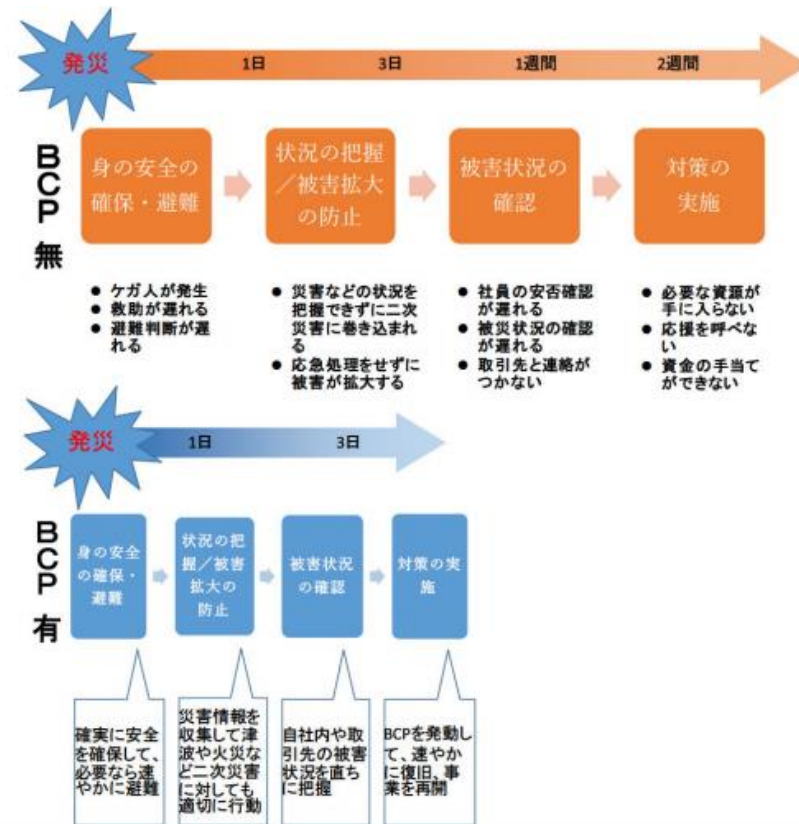 発災
1日 3日 1週間 2週間
BCP無
身の安全の
確保・避難
状況の把握
／被害拡大
の防止
被害状況の
確認
対策の
実施
● ケガ人が発生
● 救助が遅れる
● 避難判断が遅
れる
● 災害などの状況を
把握できずに二次
災害に巻き込まれ
る
● 応急処理をせずに
被害が拡大する
● 社員の安否確認
が遅れる
● 被災状況の確認
が遅れる
● 取引先と連絡が
つかない
● 必要な資源が
手に入らない
● 応援を呼べな
い
● 資金の手当て
ができない
発災
1日 3日
BCP有
身の安全
の確保・
避難
状況の把
握／被害
拡大の
防止
被害状況
の確認
対策の実
施
確実に安全
を確保して、
必要なら速
やかに避難
災害情報を
収集して津
波や火災な
ど二次災害
に対しても
適切に行動
自社内や取
引先の被害
状況を直ち
に把握
BCPを発動し
て、速やか
に復旧、事
業を再開